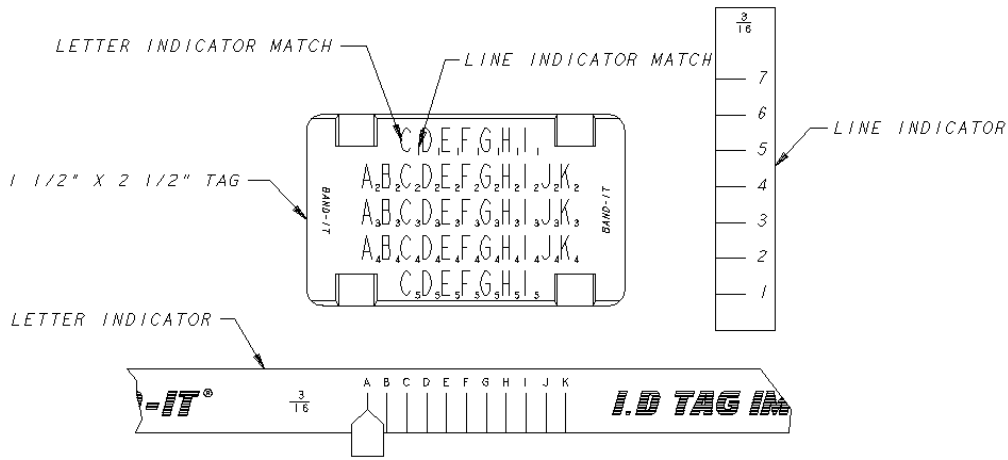 LETTER INDICATOR MATCH
LINE INDICATOR MATCH
3/16
7
6
5
4
3
2
1
LINE INDICATOR
1 1/2" X 2 1/2" TAG
BAND-IT
BAND-IT
C1D1E1F1G1H1I1
A2B2C2D2E2F2G2H2I2J2K2
A3B3C3D3E3F3G3H3I3J3K3
A4B4C4D4E4F4G4H4I4J4K4
C5D5E5F5G5H5I5
LETTER INDICATOR
-IT®
3/16
A B C D E F G H I J K
I.D TAG IM